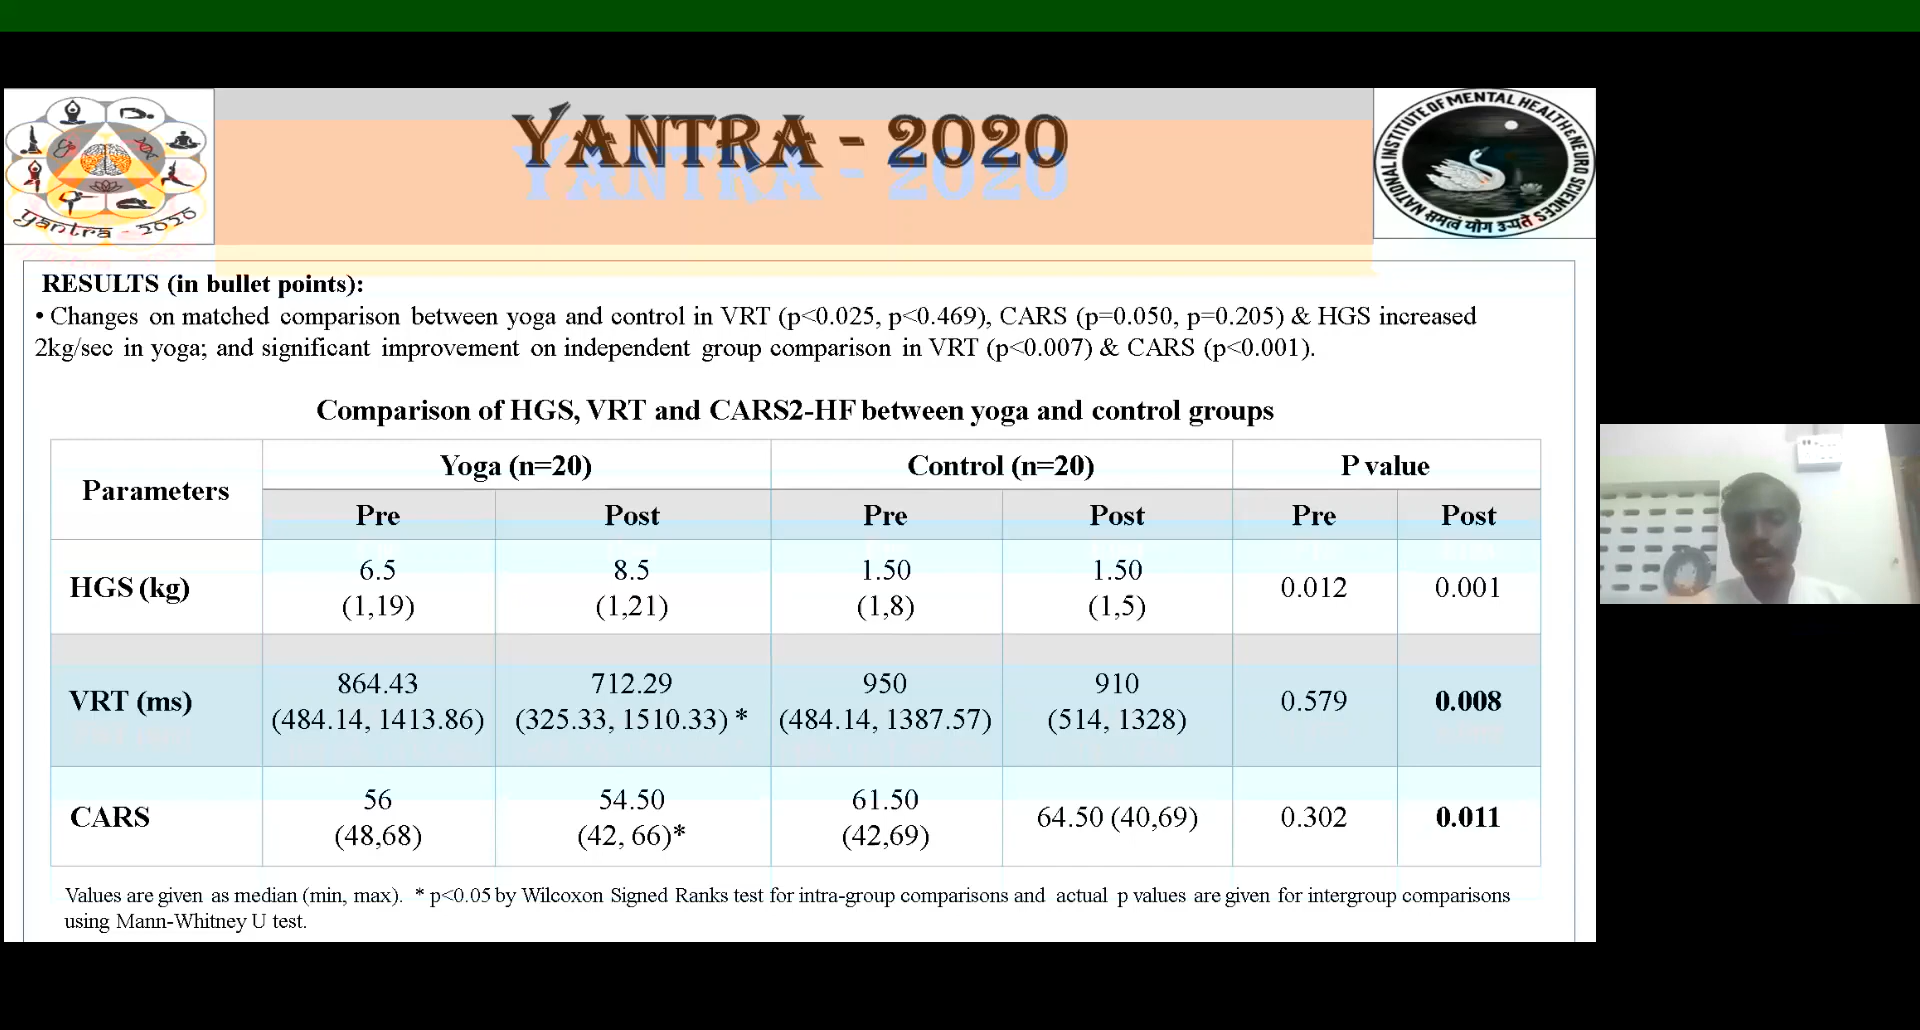 YANTRA - 2020
yantra - 2020
NATIONAL INSTITUTE OF MENTAL HEALTH & NEURO SCIENCES
समत्वं योग उच्यते
RESULTS (in bullet points):
• Changes on matched comparison between yoga and control in VRT (p<0.025, p<0.469), CARS (p=0.050, p=0.205) & HGS increased
2kg/sec in yoga; and significant improvement on independent group comparison in VRT (p<0.007) & CARS (p<0.001).
Comparison of HGS, VRT and CARS2-HF between yoga and control groups
Parameters Yoga (n=20) Control (n=20) P value
Pre Post Pre Post Pre Post
HGS (kg) 6.5 (1,19) 8.5 (1,21) 1.50 (1,8) 1.50 (1,5) 0.012 0.001
VRT (ms) 864.43 (484.14, 1413.86) 712.29 (325.33, 1510.33) * 950 (484.14, 1387.57) 910 (514, 1328) 0.579 0.008
CARS 56 (48,68) 54.50 (42, 66)* 61.50 (42,69) 64.50 (40,69) 0.302 0.011
Values are given as median (min, max). * p<0.05 by Wilcoxon Signed Ranks test for intra-group comparisons and actual p values are given for intergroup comparisons
using Mann-Whitney U test.